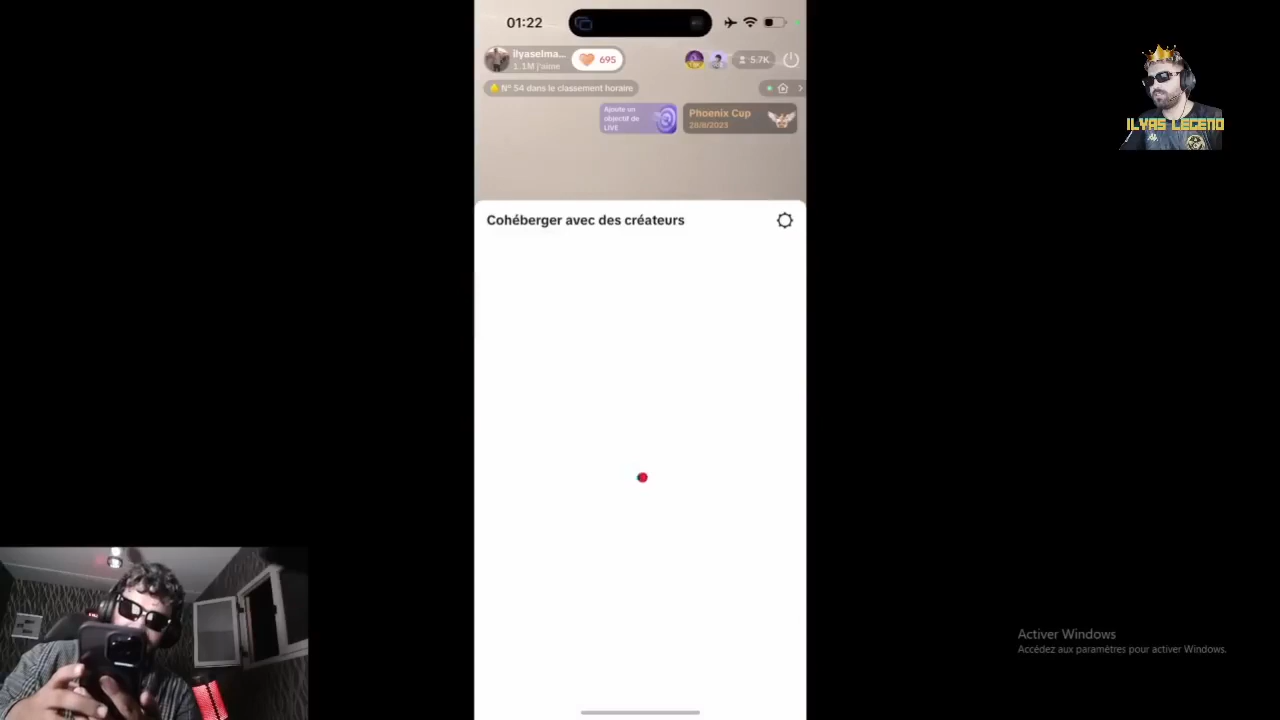 01:22
ilyaselma...
1.1M j'aime
695
5.7K
N° 54 dans le classement horaire
Ajoute un
objectif de
LIVE
Phoenix Cup
28/8/2023
Cohéberger avec des créateurs
ILYAS LEGEND
Activer Windows
Accédez aux paramètres pour activer Windows.